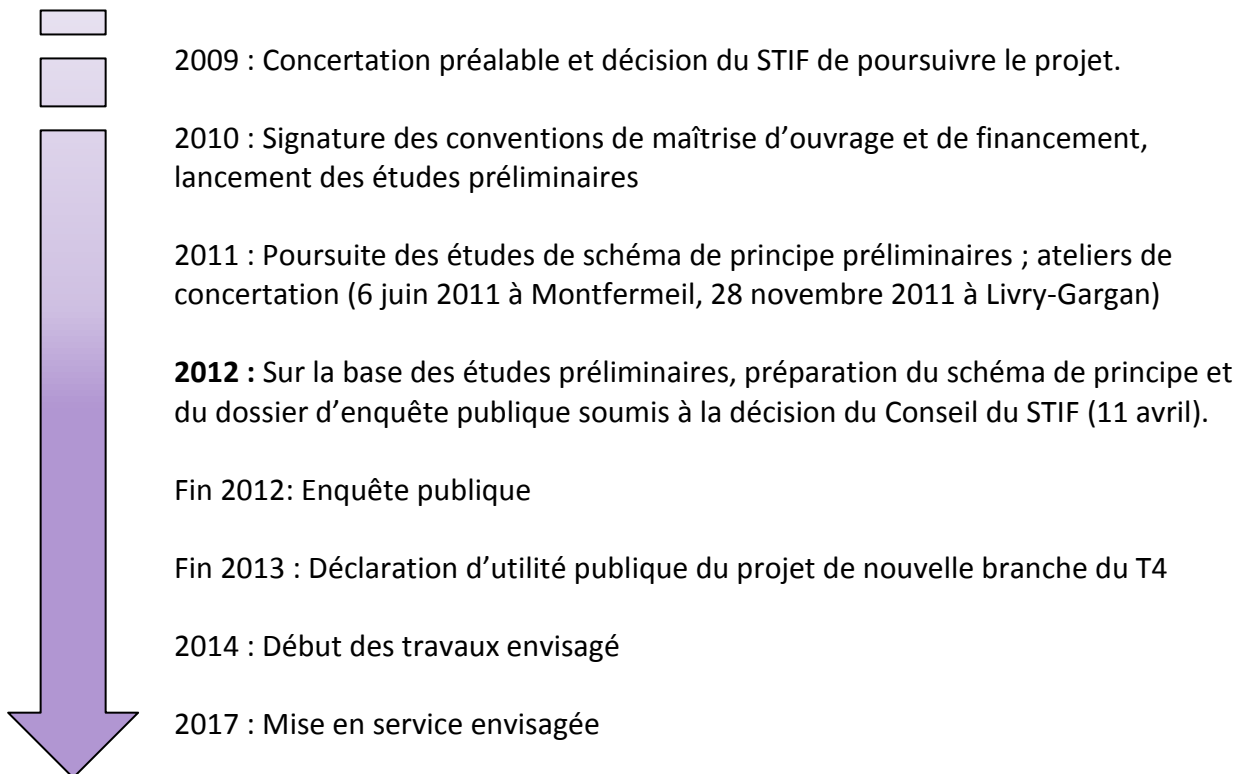 2009 : Concertation préalable et décision du STIF de poursuivre le projet.
2010 : Signature des conventions de maîtrise d’ouvrage et de financement,
lancement des études préliminaires
2011 : Poursuite des études de schéma de principe préliminaires ; ateliers de
concertation (6 juin 2011 à Montfermeil, 28 novembre 2011 à Livry-Gargan)
2012 : Sur la base des études préliminaires, préparation du schéma de principe et
du dossier d’enquête publique soumis à la décision du Conseil du STIF (11 avril).
Fin 2012: Enquête publique
Fin 2013 : Déclaration d’utilité publique du projet de nouvelle branche du T4
2014 : Début des travaux envisagé
2017 : Mise en service envisagée